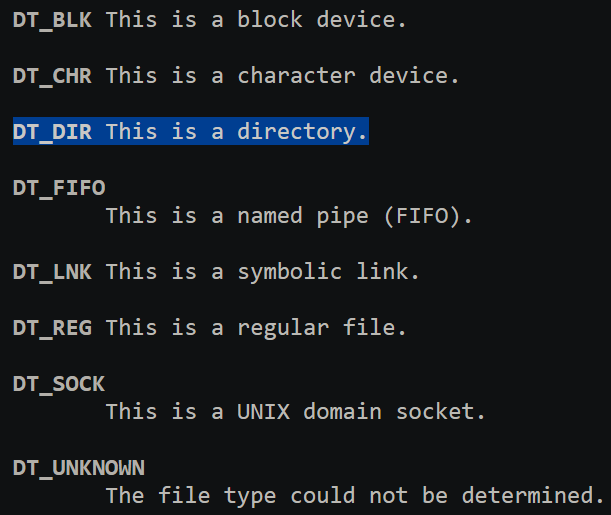 DT_BLK This is a block device.
DT_CHR This is a character device.
DT_DIR This is a directory.
DT_FIFO
This is a named pipe (FIFO).
DT_LNK This is a symbolic link.
DT_REG This is a regular file.
DT_SOCK
This is a UNIX domain socket.
DT_UNKNOWN
The file type could not be determined.